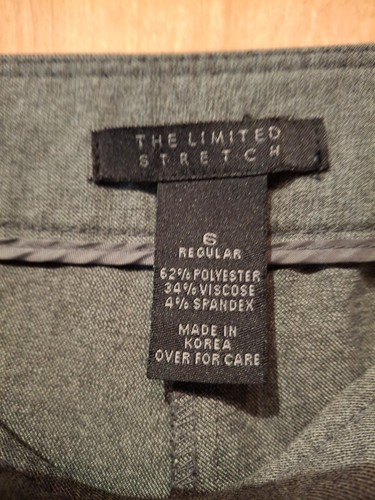 THE LIMITED
STRETCH
6
REGULAR
62% POLYESTER
34% VISCOSE
4% SPANDEX
MADE IN
KOREA
OVER FOR CARE